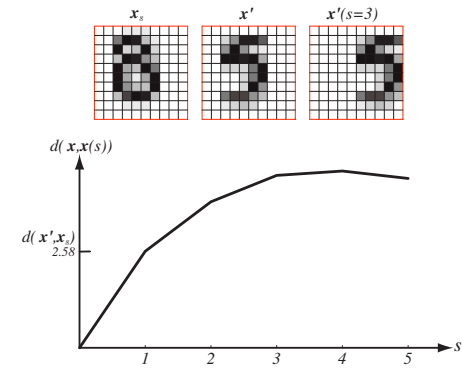 x_s x' x'(s=3)
d(x,x(s))
d(x',x_s)
2.58
s
1 2 3 4 5